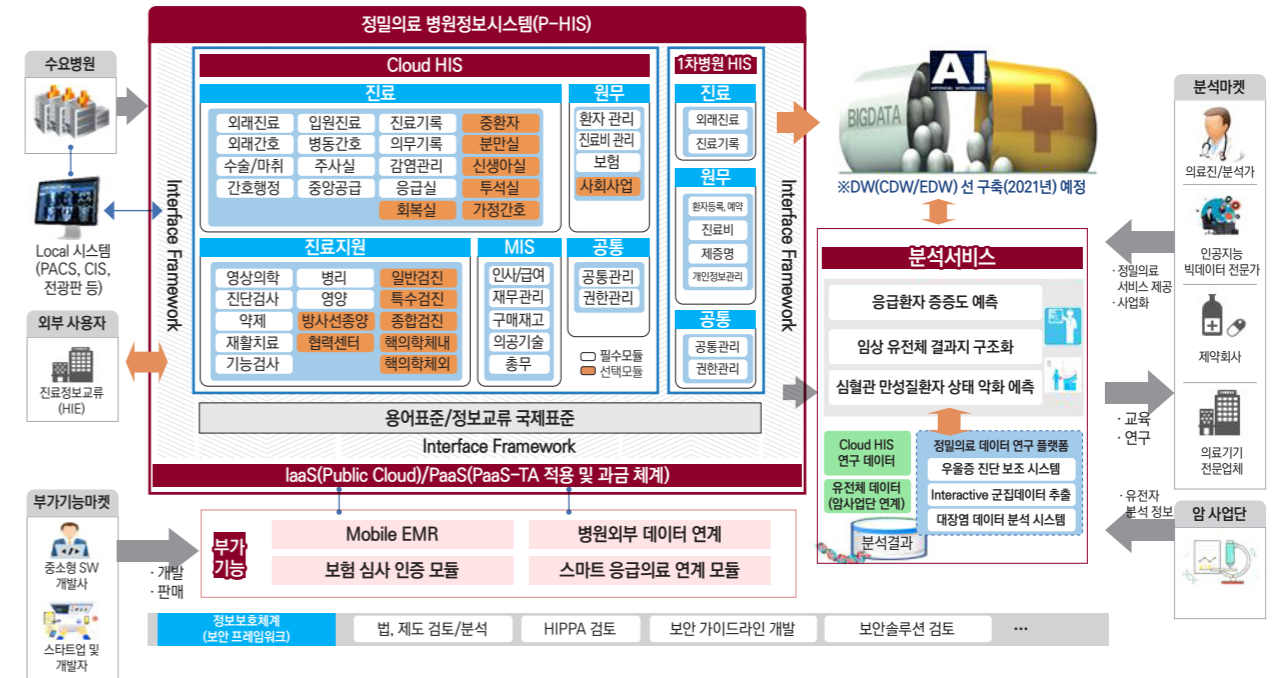 정밀의료 병원정보시스템(P-HIS)
수요병원
Local 시스템
(PACS, CIS,
전광판 등)
외부 사용자
진료정보교류
(HIE)
부가기능마켓
중소형 SW
개발사
스타트업 및
개발자
· 개발
· 판매
Interface Framework
Cloud HIS
진료
외래진료 입원진료 진료기록 중환자
외래간호 병동간호 의무기록 분만실
수술/마취 주사실 감염관리 신생아실
간호행정 중앙공급 응급실 투석실
회복실 가정간호
원무
환자 관리
진료비 관리
보험
사회사업
진료지원
영상의학 병리 일반검진
진단검사 영양 특수검진
약제 방사선종양 종합검진
재활치료 협력센터 핵의학체내
기능검사 핵의학체외
MIS
인사/급여
재무관리
구매재고
의공기술
총무
공통
공통관리
권한관리
필수모듈
선택모듈
1차병원 HIS
진료
외래진료
진료기록
원무
환자등록, 예약
진료비
제증명
개인정보관리
공통
공통관리
권한관리
Interface Framework
용어표준/정보교류 국제표준
Interface Framework
IaaS(Public Cloud)/PaaS(PaaS-TA 적용 및 과금 체계)
부가
기능
Mobile EMR
병원외부 데이터 연계
보험 심사 인증 모듈
스마트 응급의료 연계 모듈
정보보호체계
(보안 프레임워크)
법, 제도 검토/분석
HIPPA 검토
보안 가이드라인 개발
보안솔루션 검토
···
AI
ARTIFICIAL INTELLIGENCE
BIGDATA
※DW(CDW/EDW) 선 구축(2021년) 예정
분석서비스
응급환자 중증도 예측
임상 유전체 결과지 구조화
심혈관 만성질환자 상태 악화 예측
Cloud HIS
연구 데이터
유전체 데이터
(암사업단 연계)
분석결과
정밀의료 데이터 연구 플랫폼
우울증 진단 보조 시스템
Interactive 군집데이터 추출
대장염 데이터 분석 시스템
· 정밀의료
서비스 제공
· 사업화
· 교육
· 연구
· 유전자
분석 정보
분석마켓
의료진/분석가
인공지능
빅데이터 전문가
제약회사
의료기기
전문업체
암 사업단